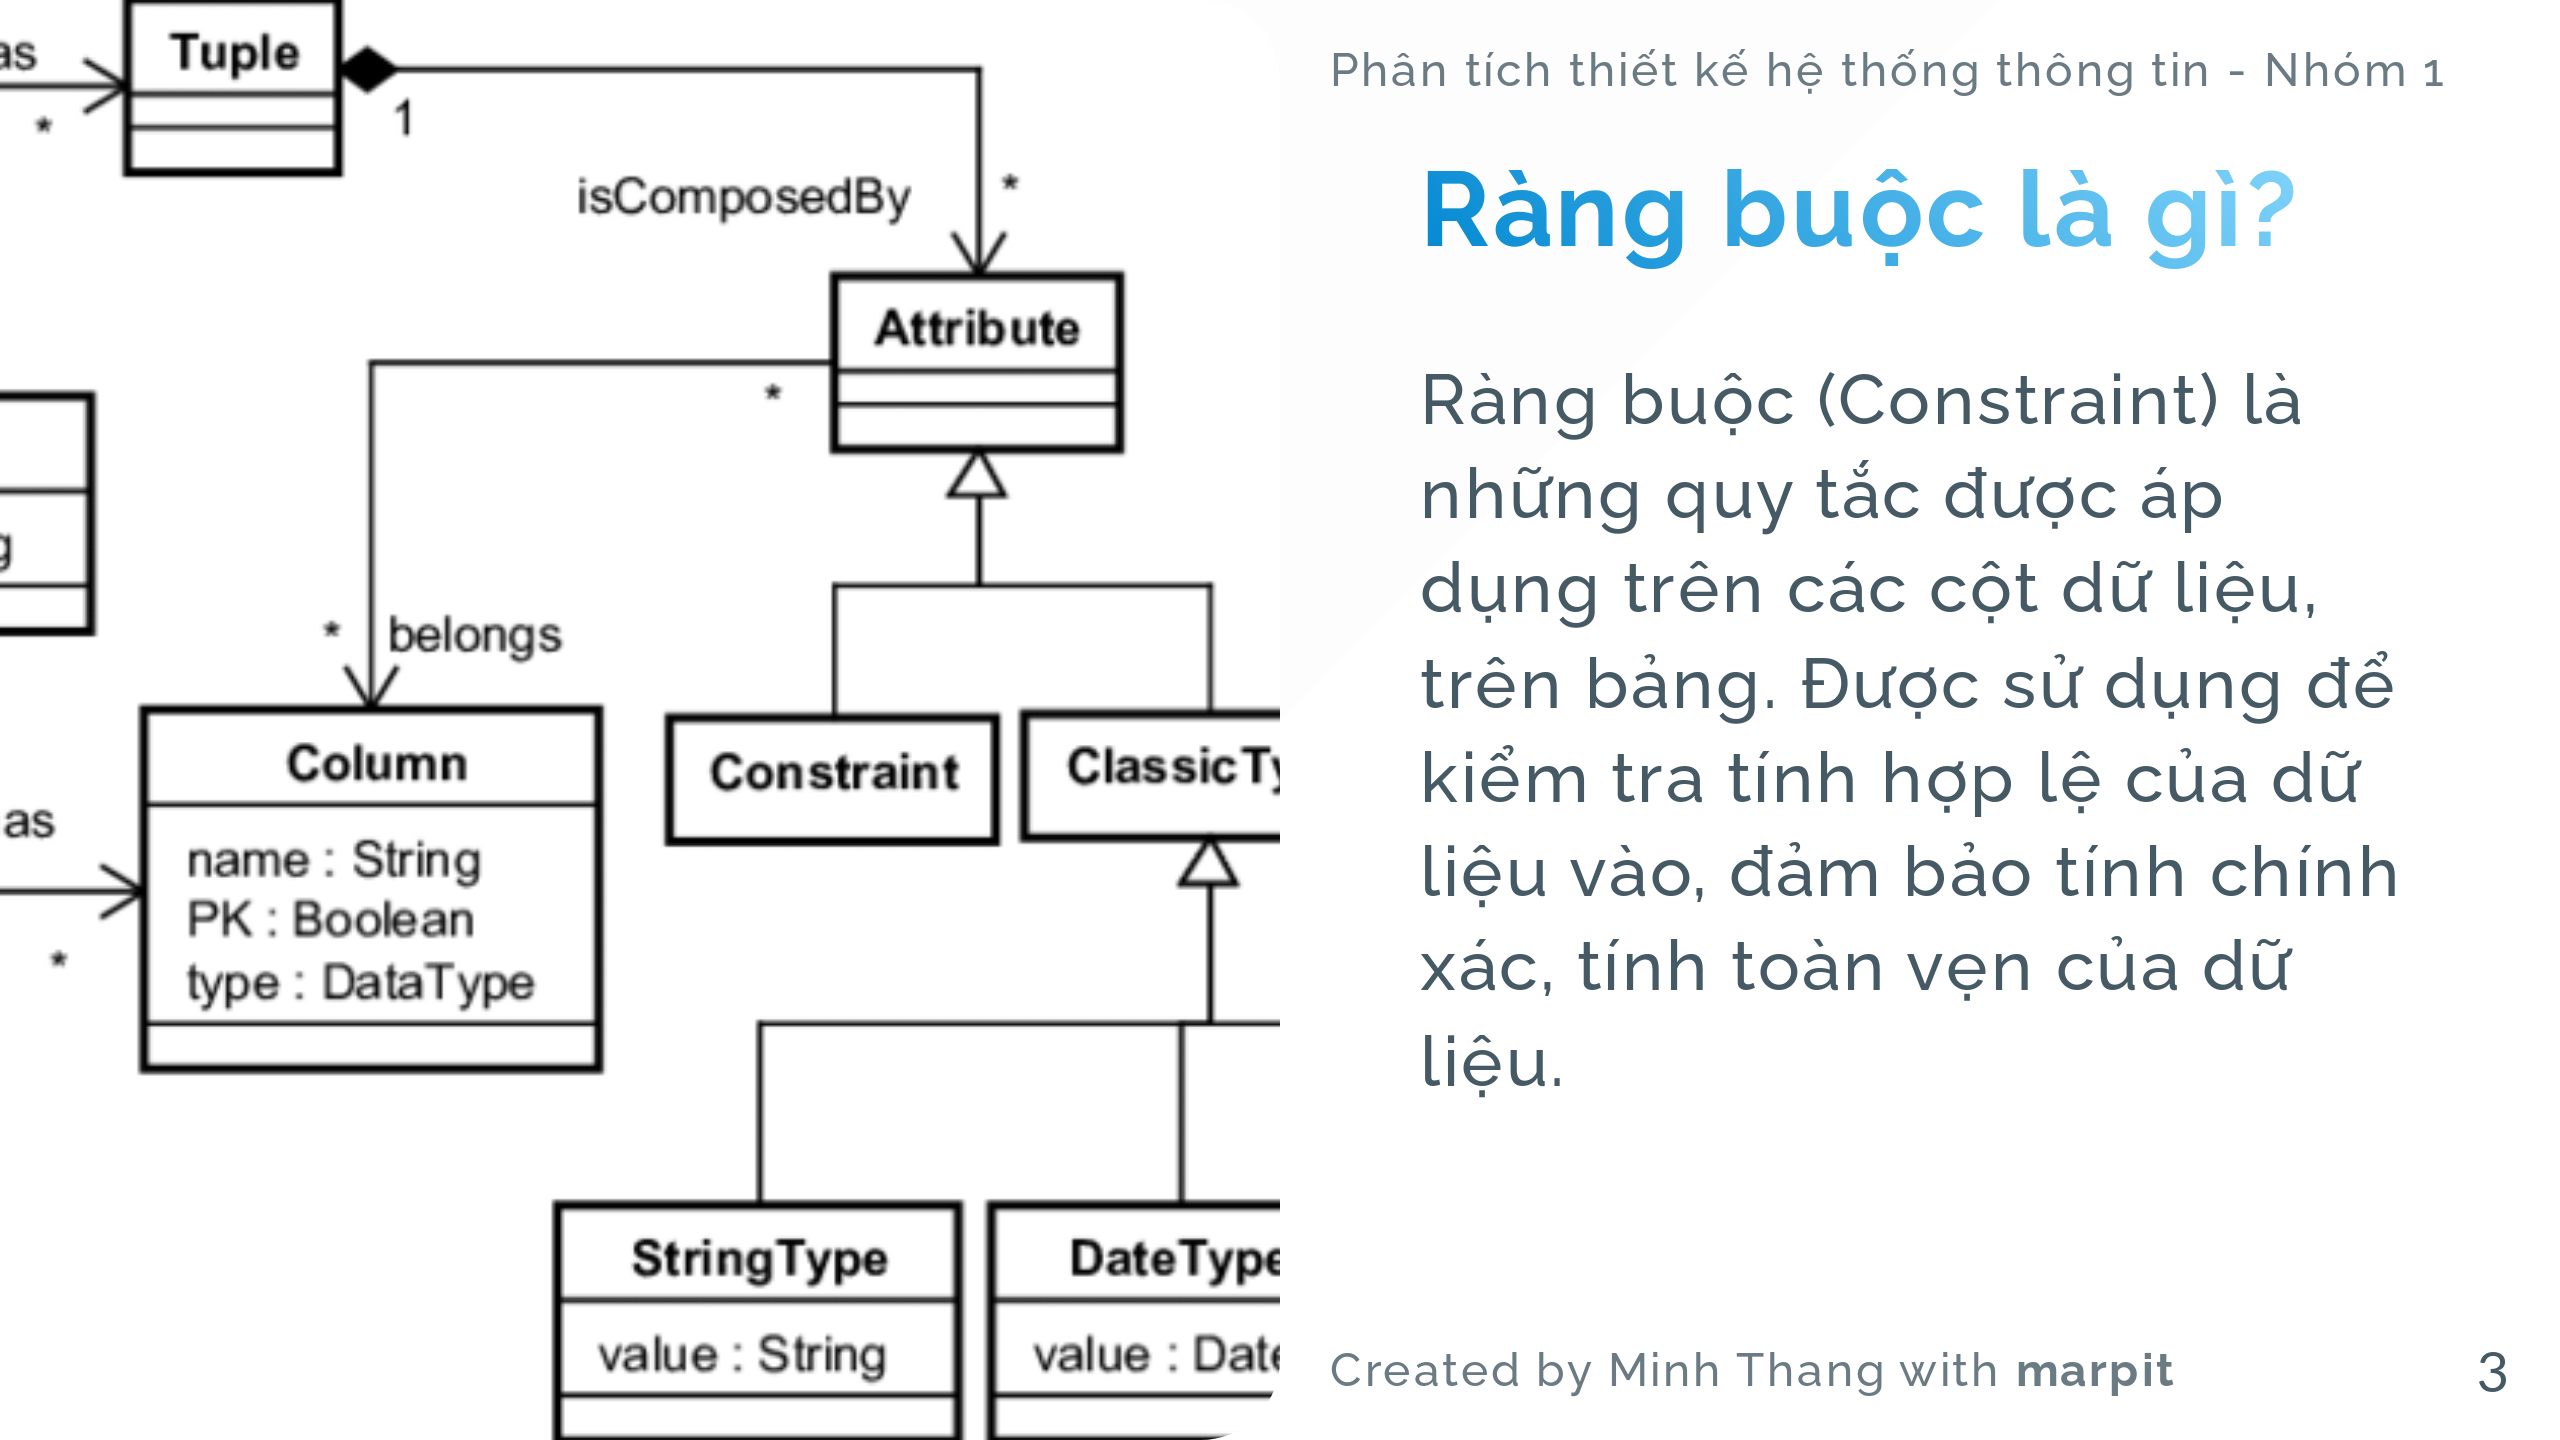 as
Tuple
*
1
isComposedBy
*
Attribute
*
g
* belongs
Column
Constraint
as
name : String
PK : Boolean
*
type : DataType
StringType
DateType
value : String
value :
Phân tích thiết kế hệ thống thông tin - Nhóm 1
Ràng buộc là gì?
Ràng buộc (Constraint) là
những quy tắc được áp
dụng trên các cột dữ liệu,
trên bảng. Được sử dụng để
kiểm tra tính hợp lệ của dữ
liệu vào, đảm bảo tính chính
xác, tính toàn vẹn của dữ
liệu.
Created by Minh Thang with marpit
3